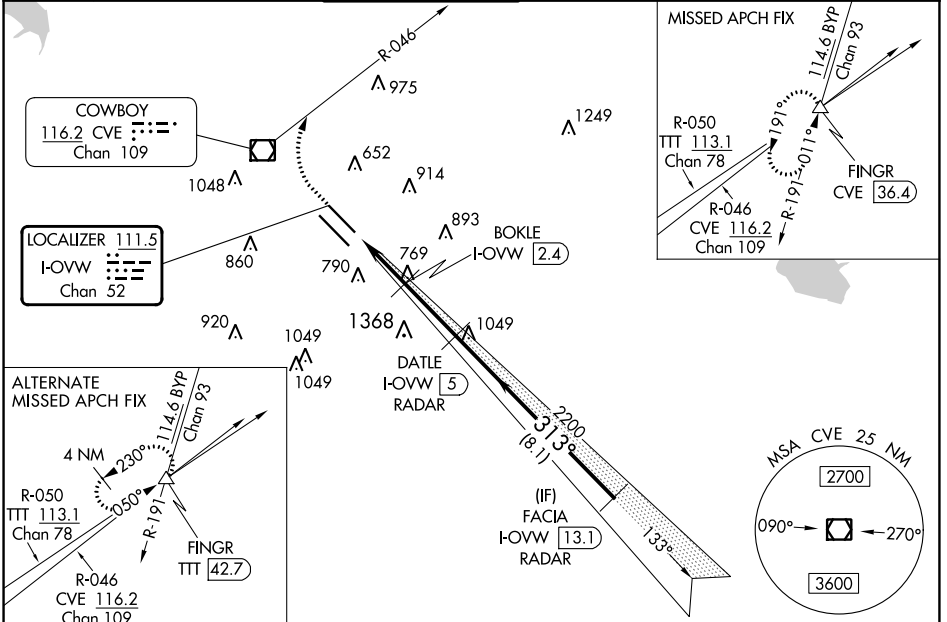 R-046
975
COWBOY
116.2 CVE
Chan 109
1249
652
1048
914
LOCALIZER 111.5
I-OVW
Chan 52
893
BOKLE
I-OVW 2.4
860
790
769
920
1368
1049
1049
1049
DATLE
I-OVW 5
RADAR
2200
313°
(8.1)
(IF)
FACIA
I-OVW 13.1
RADAR
133°
MISSED APCH FIX
114.6 BYP
Chan 93
191°
R-050
TTT 113.1
Chan 78
R-191
011°
FINGR
CVE 36.4
R-046
CVE 116.2
Chan 109
ALTERNATE
MISSED APCH FIX
114.6 BYP
Chan 93
4 NM
230°
R-050
TTT 113.1
Chan 78
050°
R-191
FINGR
TTT 42.7
R-046
CVE 116.2
Chan 109
MSA CVE 25 NM
2700
090°
270°
3600